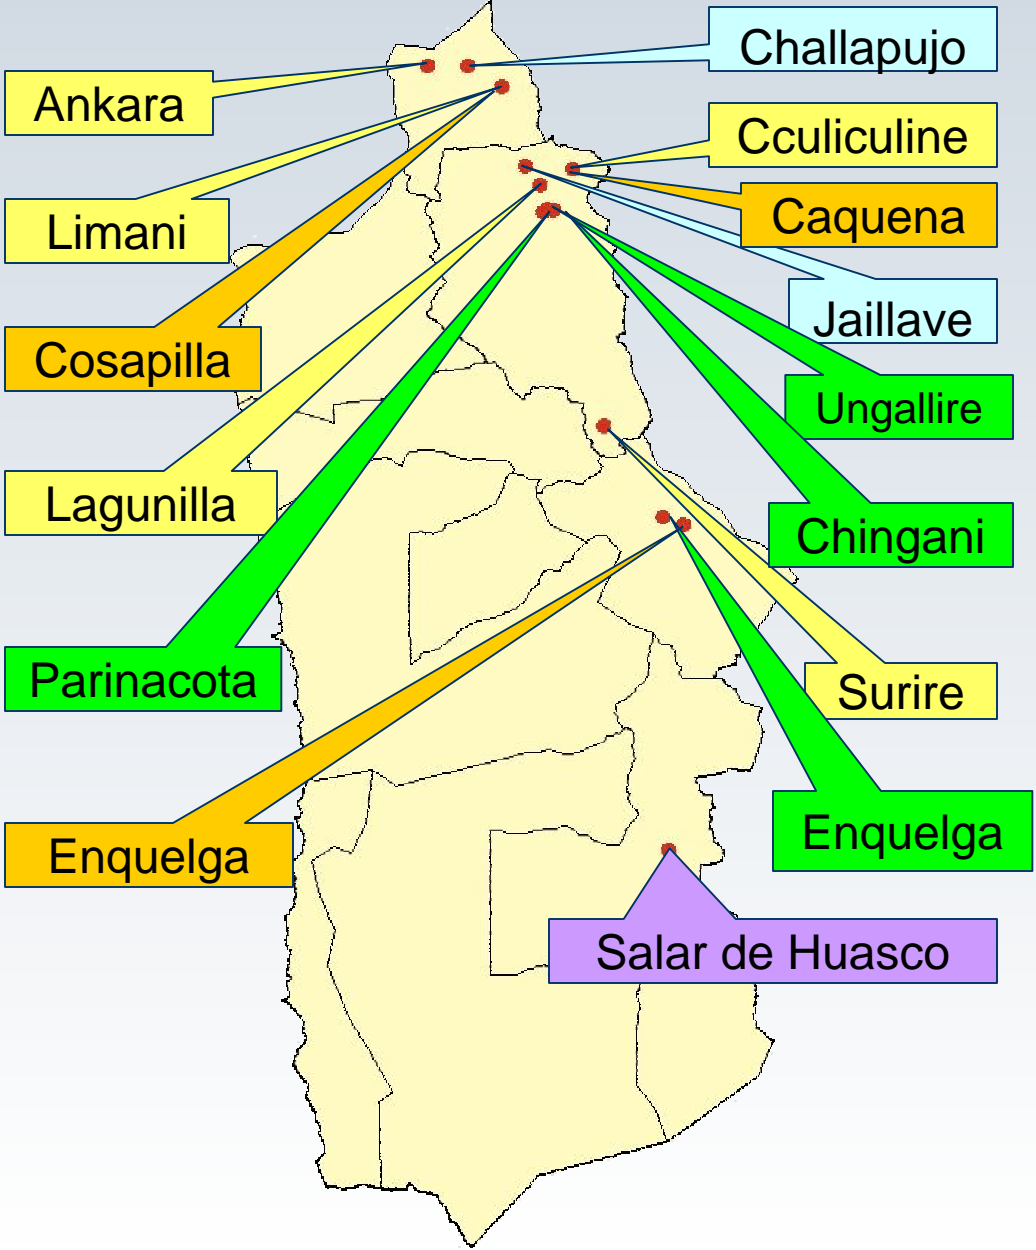 Challapujo
Ankara
Cculiculine
Limani
Caquena
Jaillave
Cosapilla
Ungallire
Lagunilla
Chingani
Parinacota
Surire
Enquelga
Enquelga
Salar de Huasco